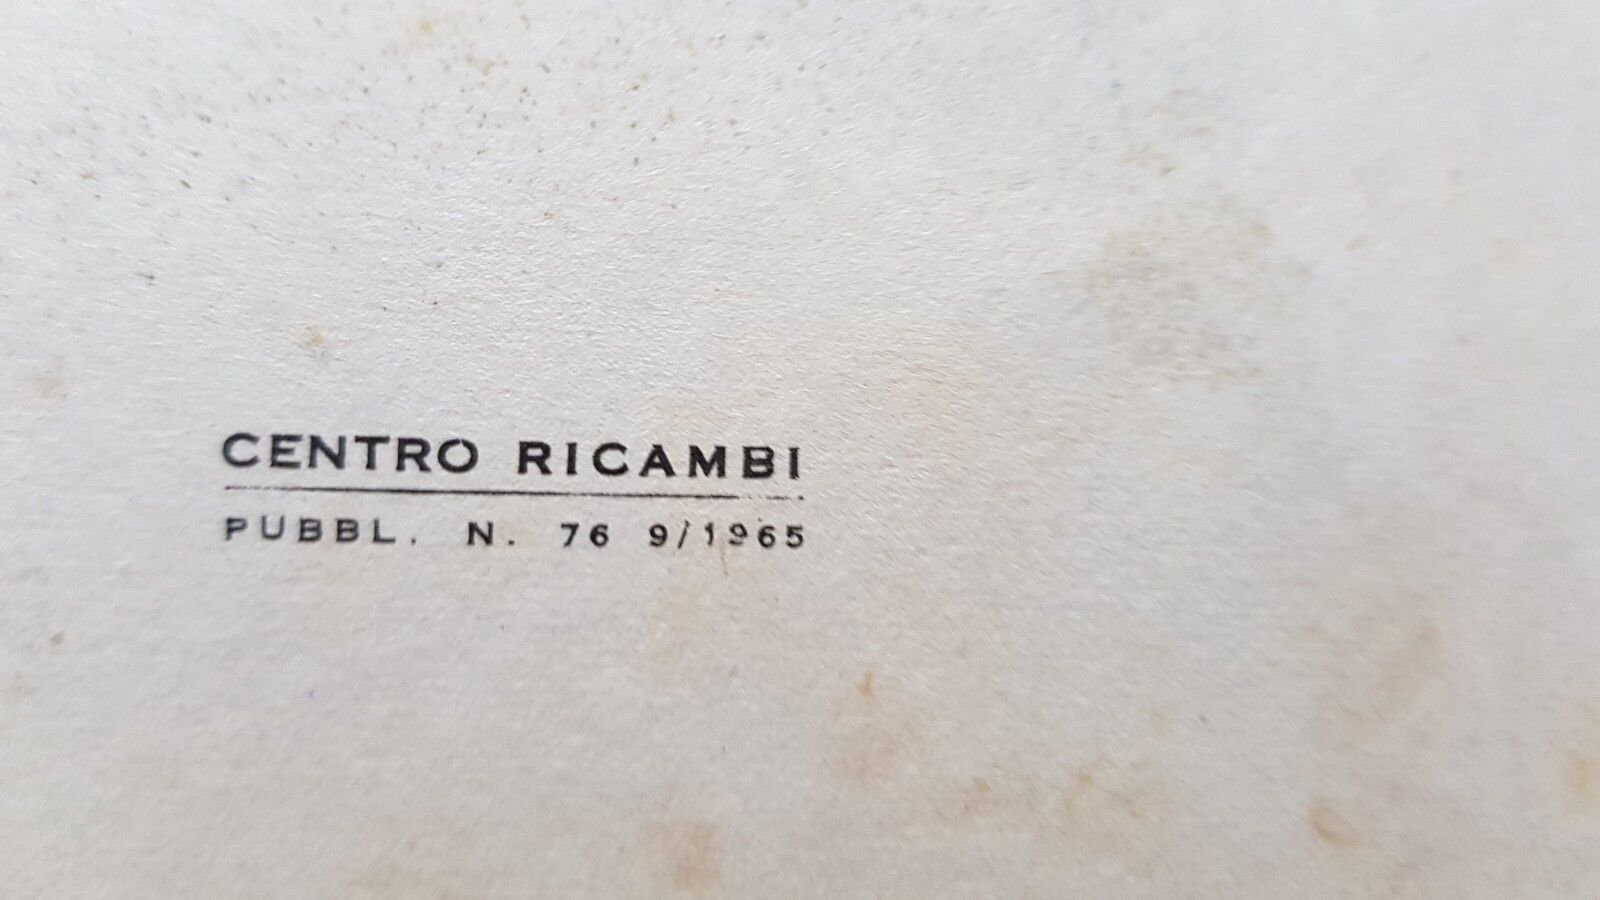 CENTRO RICAMBI
PUBBL. N. 76 9/1965